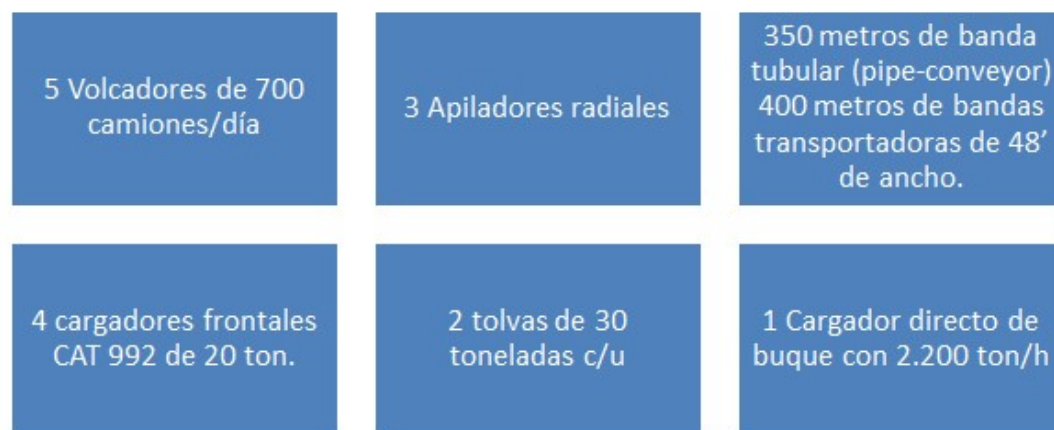 5 Volcadores de 700
camiones/día
3 Apiladores radiales
350 metros de banda
tubular (pipe-conveyor)
400 metros de bandas
transportadoras de 48’
de ancho.
4 cargadores frontales
CAT 992 de 20 ton.
2 tolvas de 30
toneladas c/u
1 Cargador directo de
buque con 2.200 ton/h